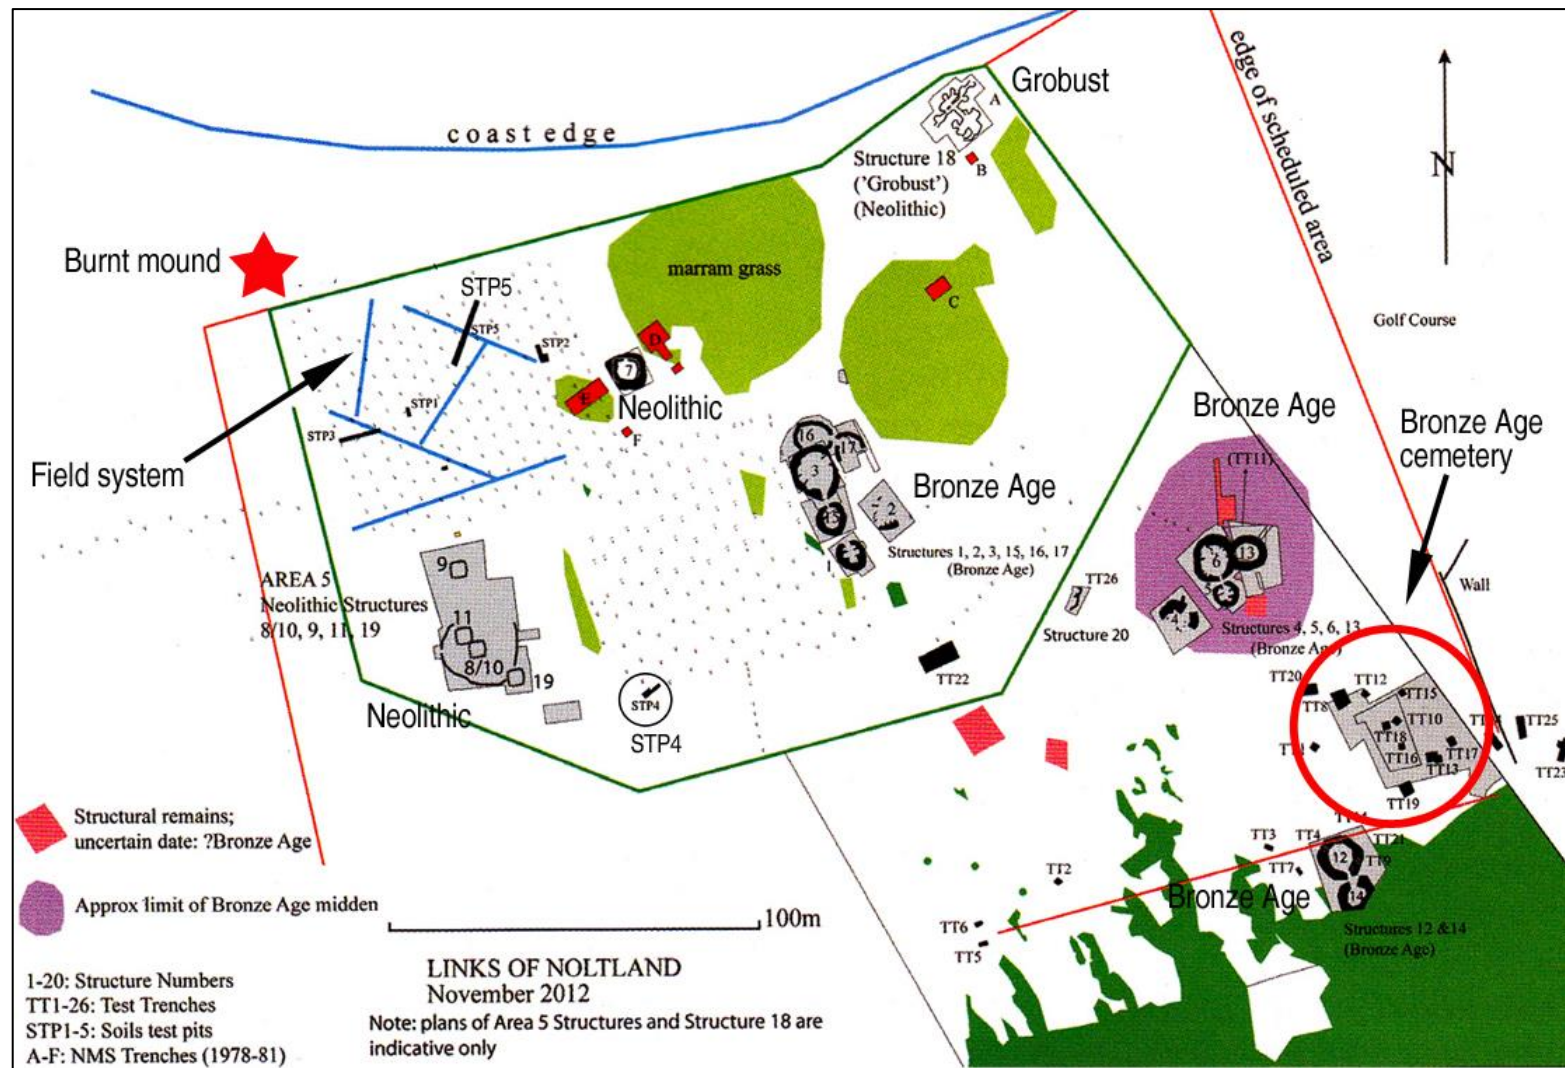 Grobust
edge of scheduled area
coast edge
A
N
B
Structure 18
('Grobust')
(Neolithic)
Burnt mound
marram grass
STP5
STP5
STP2
C
Golf Course
D
7
E
Neolithic
STP1
STP3
F
Field system
Bronze Age
Bronze Age
cemetery
16
17
3
(TT11)
Bronze Age
2
15
1
Structures 1, 2, 3, 15, 16, 17
(Bronze Age)
6
13
5
4
TT26
Structure 20
Wall
9
AREA 5
Neolithic Structures
8/10, 9, 11, 19
11
8/10
19
Structures 4, 5, 6, 13
(Bronze Age)
TT22
Neolithic
STP4
STP4
TT20
TT12
TT15
TT8
TT10
TT18
TT25
TT16
TT17
TT13
TT23
TT19
Structural remains;
uncertain date: ?Bronze Age
Approx limit of Bronze Age midden
100m
TT3
TT4
TT21
12
TT9
TT7
TT2
Bronze Age
14
TT6
TT5
Structures 12 &14
(Bronze Age)
1-20: Structure Numbers
TT1-26: Test Trenches
STP1-5: Soils test pits
A-F: NMS Trenches (1978-81)
LINKS OF NOLTLAND
November 2012
Note: plans of Area 5 Structures and Structure 18 are
indicative only